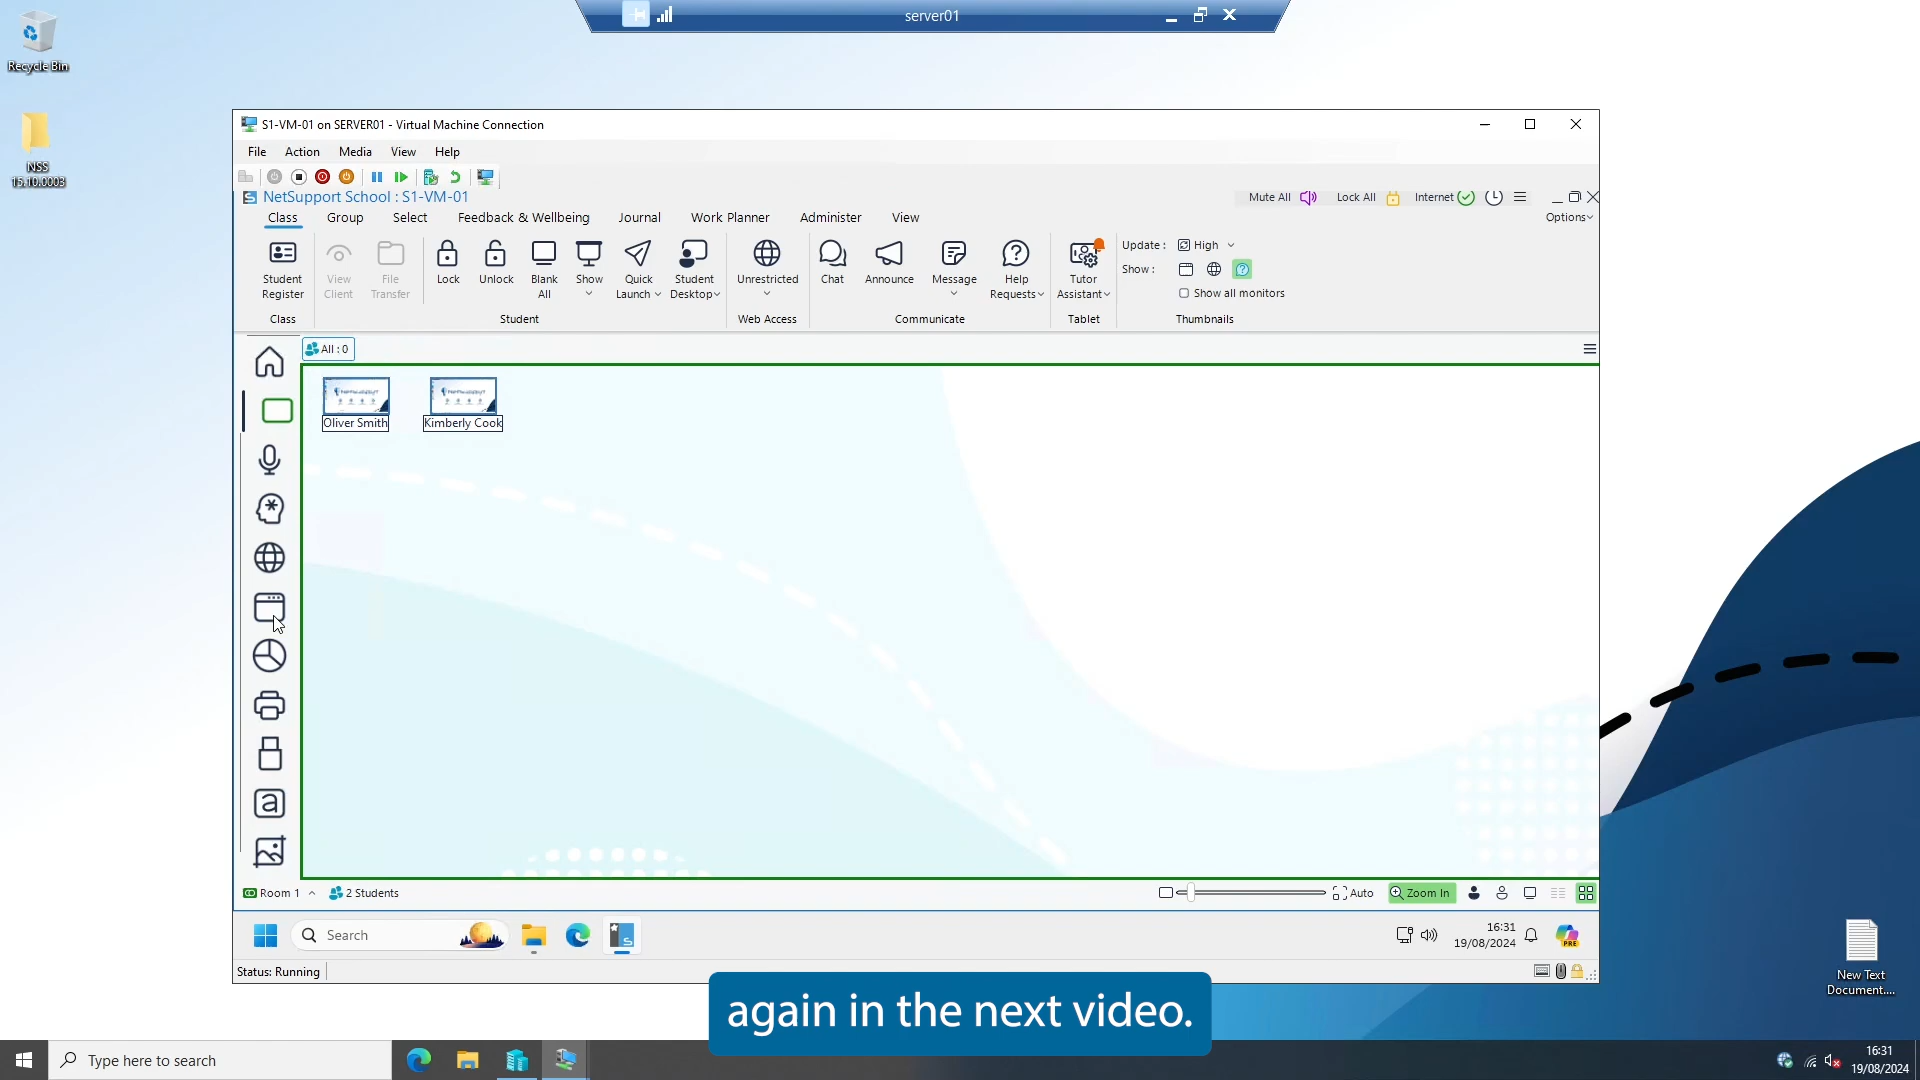 server01
Recycle Bin
NSS
15.10.0003
S1-VM-01 on SERVER01 - Virtual Machine Connection
File Action Media View Help
NetSupport School : S1-VM-01
Mute All Lock All Internet
Class Group Select Feedback & Wellbeing Journal Work Planner Administer View Options
Student Register
View Client
File Transfer
Lock
Unlock
Blank All
Show
Quick Launch
Student Desktop
Unrestricted
Chat
Announce
Message
Help Requests
Tutor Assistant
Update : High
Show :
Show all monitors
Class Student Web Access Communicate Tablet Thumbnails
All : 0
Oliver Smith Kimberly Cook
Room 1 2 Students Auto Zoom In
Search
16:31
19/08/2024
PRE
Status: Running
New Text
Document....
again in the next video.
Type here to search
16:31
19/08/2024